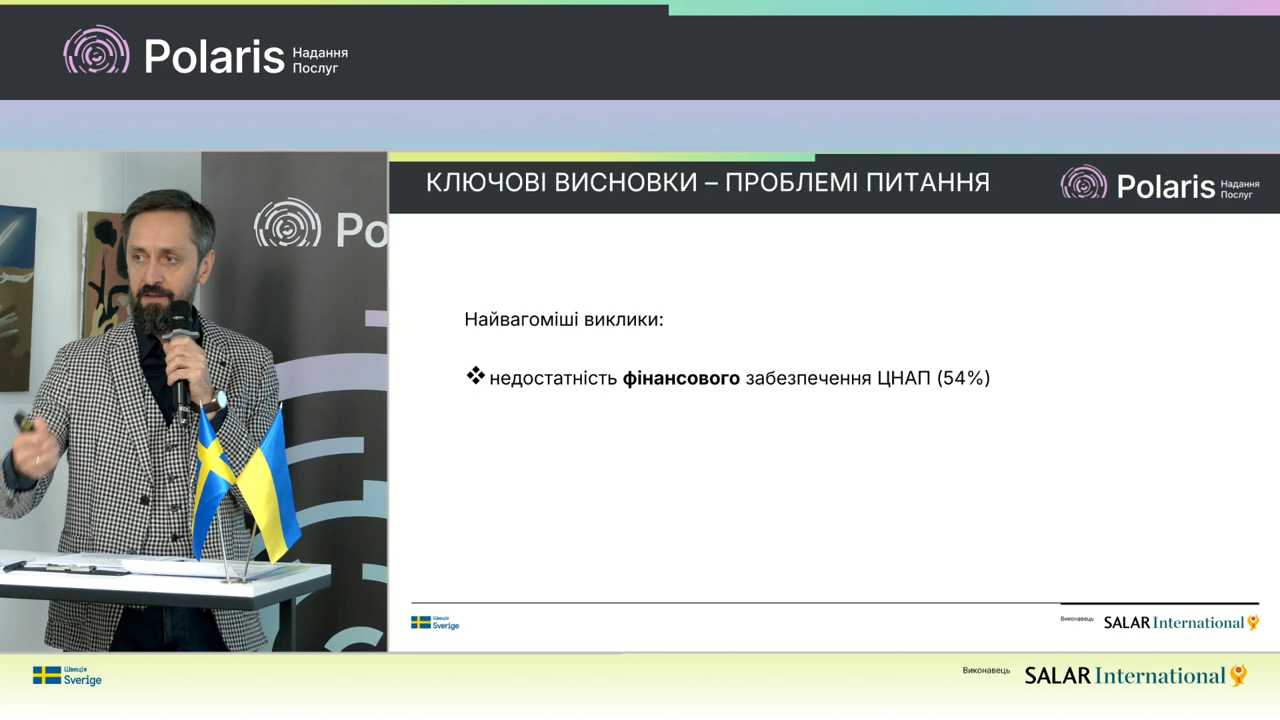 Polaris Надання
Послуг
Po
КЛЮЧОВІ ВИСНОВКИ – ПРОБЛЕМІ ПИТАННЯ
Polaris Надання
Послуг
Найвагоміші виклики:
❖ недостатність фінансового забезпечення ЦНАП (54%)
Швеція
Sverige
Виконавець SALAR International
Швеція
Sverige
Виконавець SALAR International